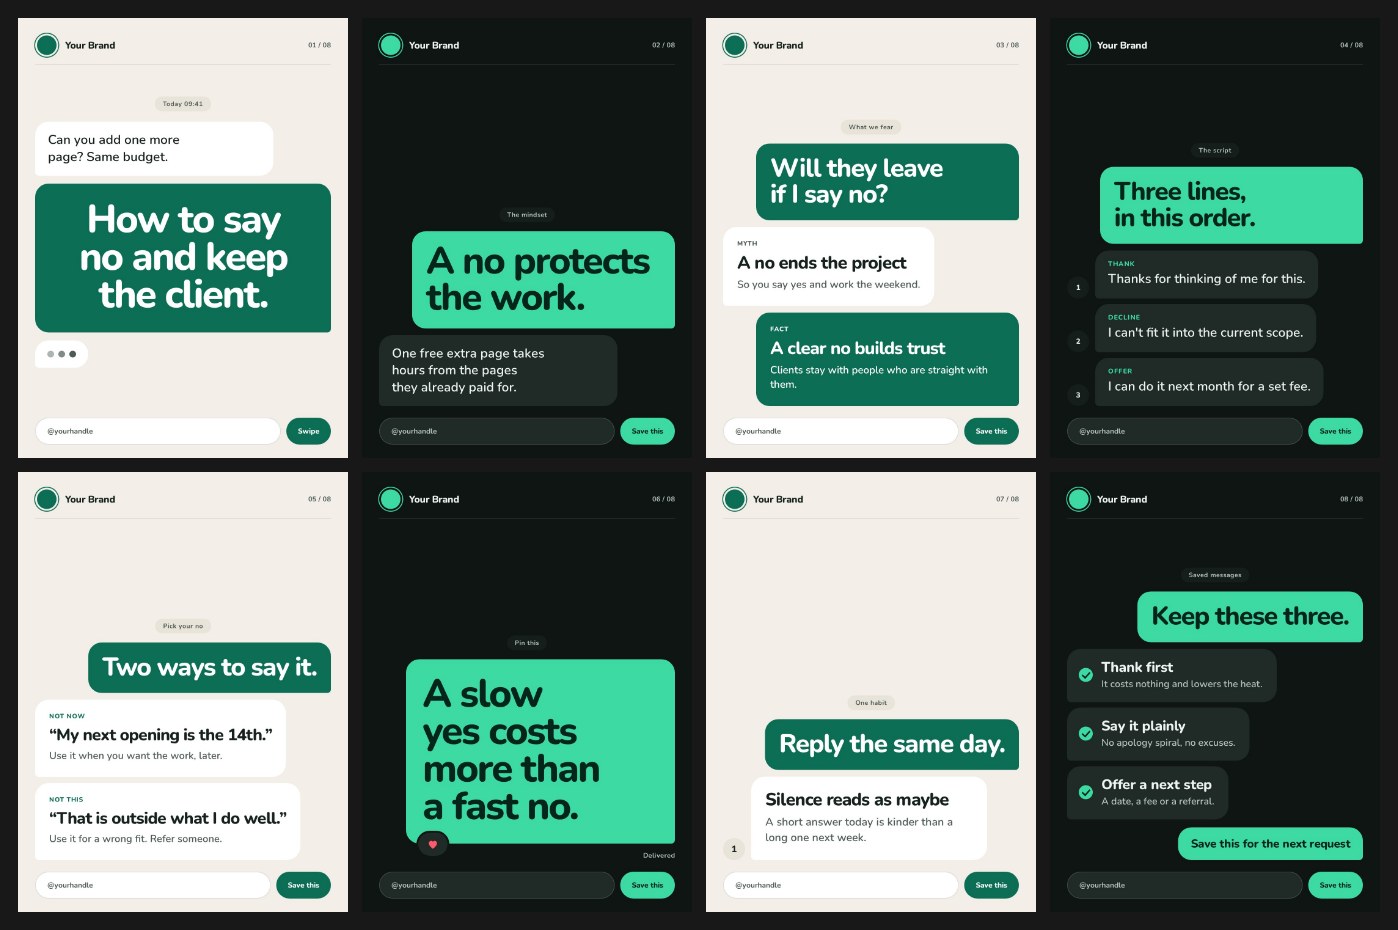 Your Brand
01 / 08
Today 09:41
Can you add one more
page? Same budget.
How to say
no and keep
the client.
@yourhandle
Swipe
Your Brand
02 / 08
The mindset
A no protects
the work.
One free extra page takes
hours from the pages
they already paid for.
@yourhandle
Save this
Your Brand
03 / 08
What we fear
Will they leave
if I say no?
MYTH
A no ends the project
So you say yes and work the weekend.
FACT
A clear no builds trust
Clients stay with people who are straight with
them.
@yourhandle
Save this
Your Brand
04 / 08
The script
Three lines,
in this order.
THANK
1
Thanks for thinking of me for this.
DECLINE
2
I can't fit it into the current scope.
OFFER
3
I can do it next month for a set fee.
@yourhandle
Save this
Your Brand
05 / 08
Pick your no
Two ways to say it.
NOT NOW
“My next opening is the 14th.”
Use it when you want the work, later.
NOT THIS
“That is outside what I do well.”
Use it for a wrong fit. Refer someone.
@yourhandle
Save this
Your Brand
06 / 08
Pin this
A slow
yes costs
more than
a fast no.
Delivered
@yourhandle
Save this
Your Brand
07 / 08
One habit
Reply the same day.
Silence reads as maybe
A short answer today is kinder than a
long one next week.
1
@yourhandle
Save this
Your Brand
08 / 08
Saved messages
Keep these three.
Thank first
It costs nothing and lowers the heat.
Say it plainly
No apology spiral, no excuses.
Offer a next step
A date, a fee or a referral.
Save this for the next request
@yourhandle
Save this